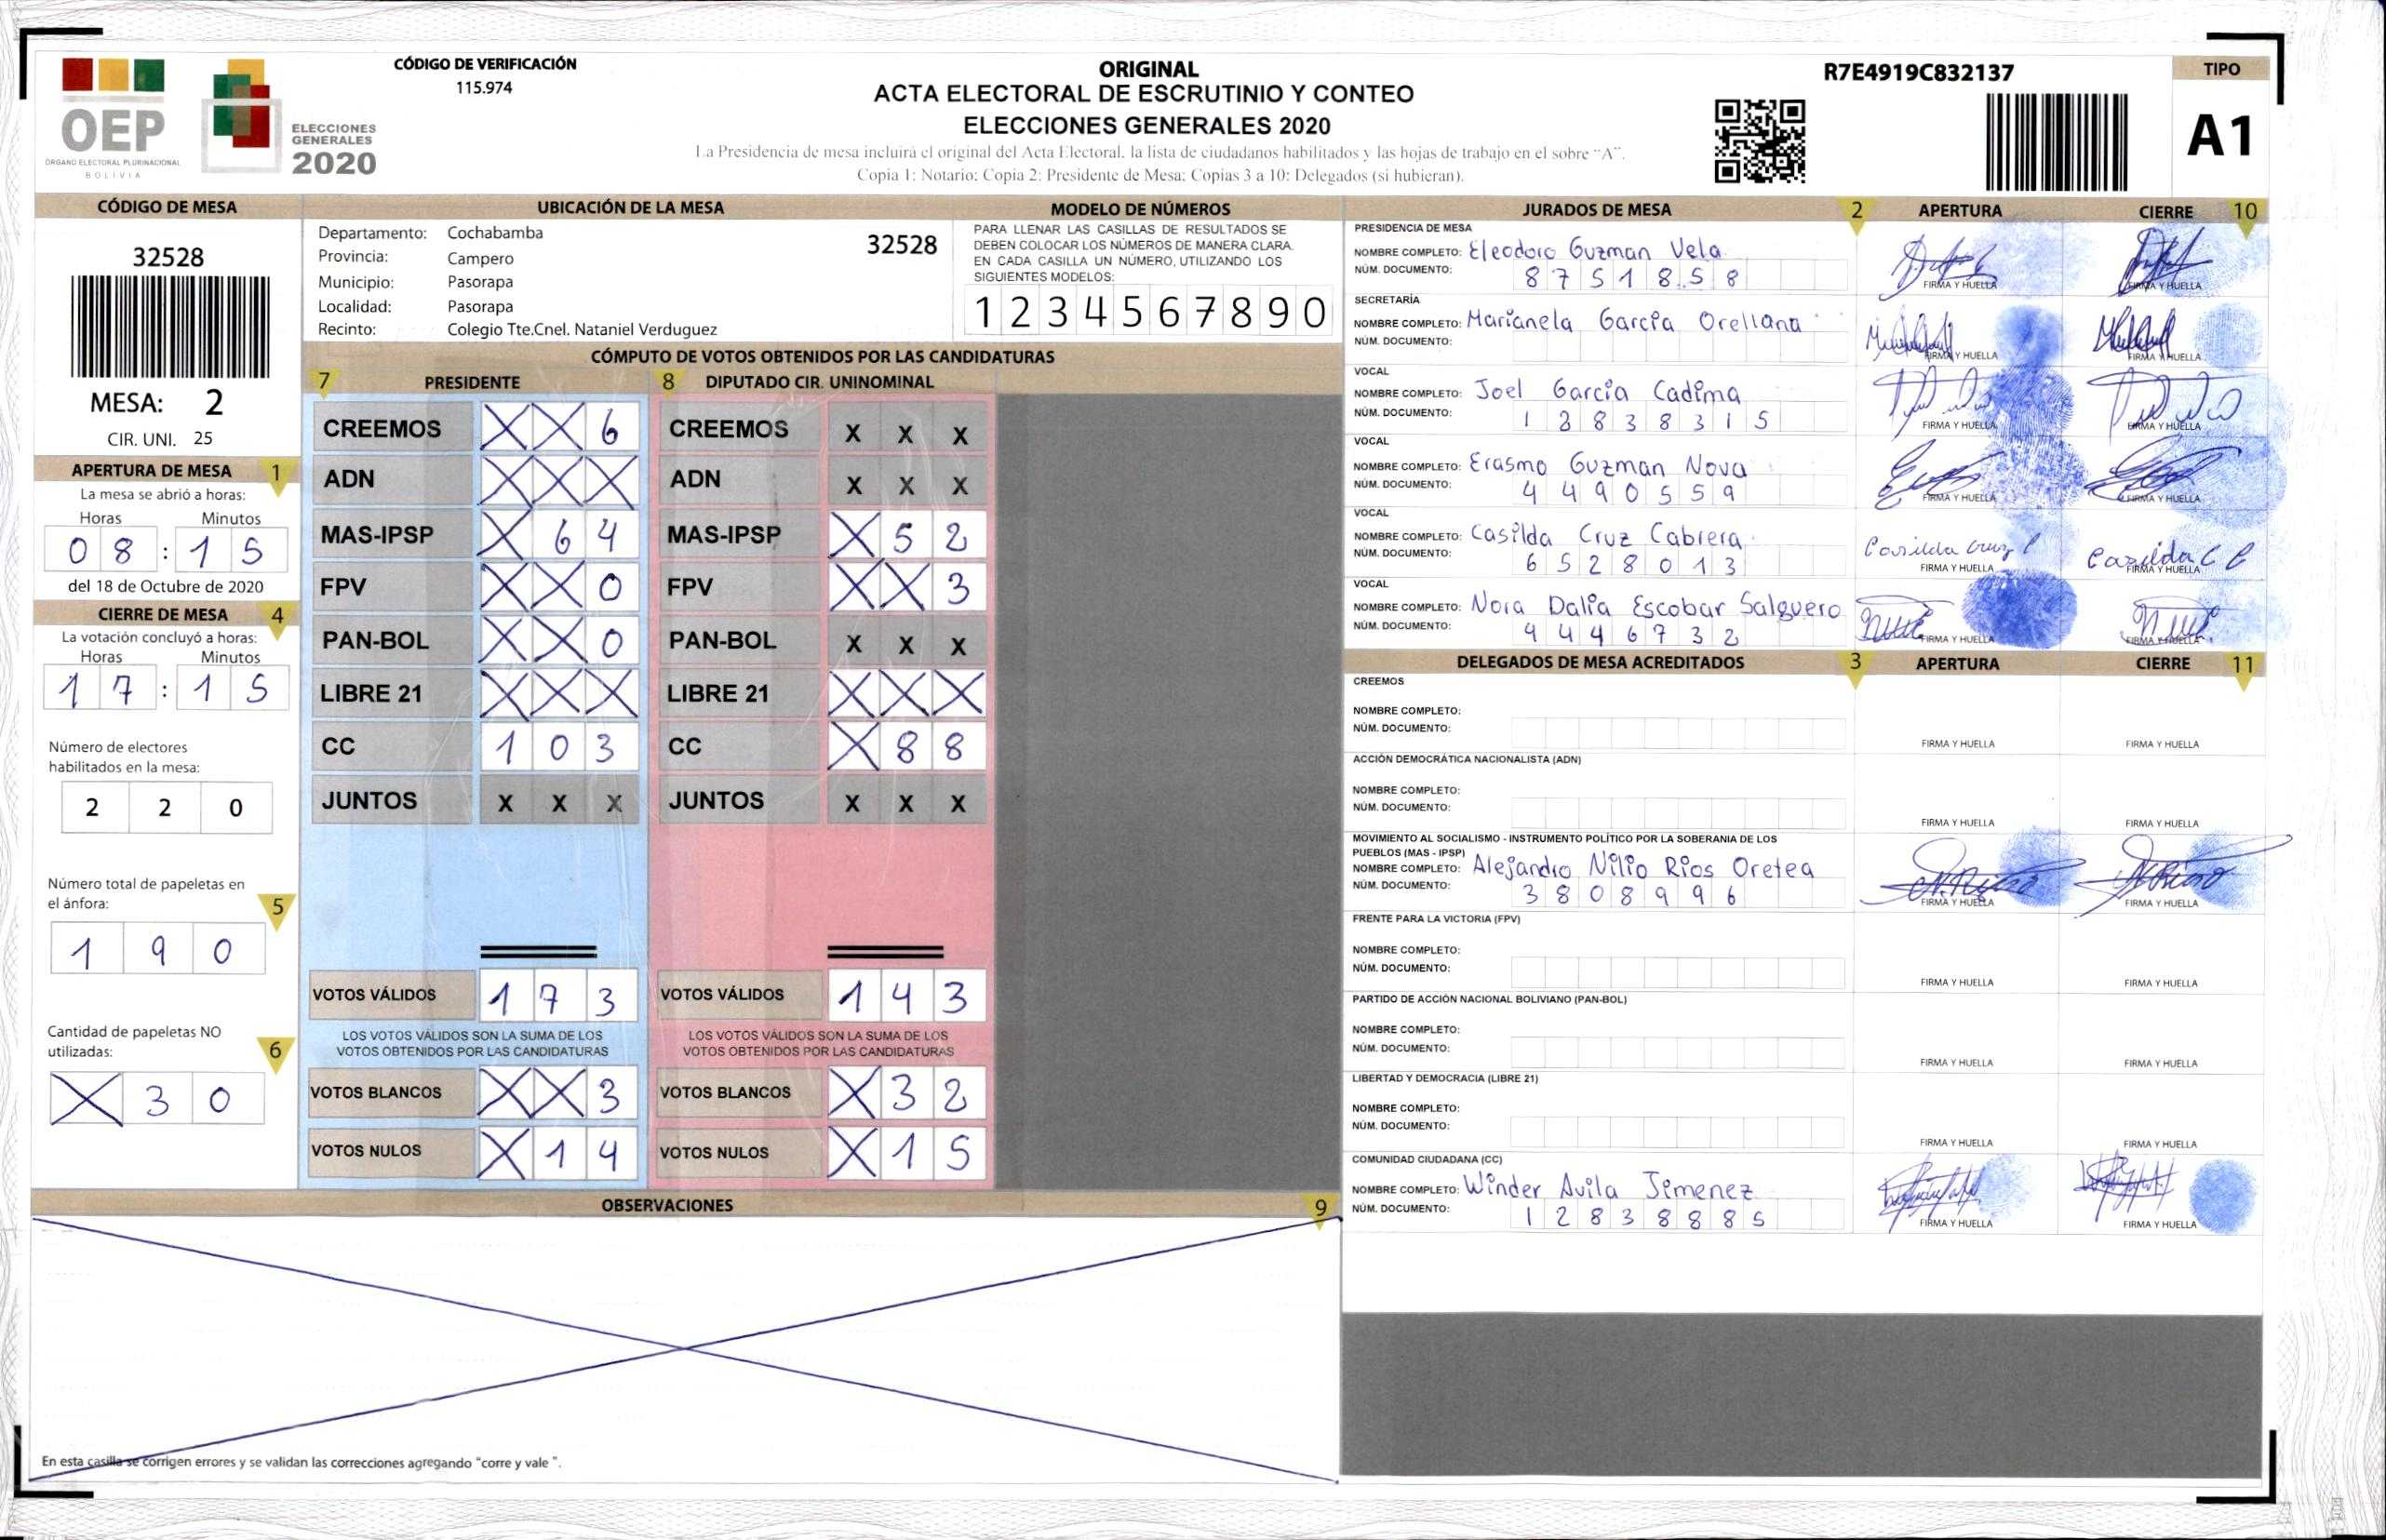 OEP
ÓRGANO ELECTORAL PLURINACIONAL
BOLIVIA
ELECCIONES
GENERALES
2020
CÓDIGO DE VERIFICACIÓN
115.974
ORIGINAL
ACTA ELECTORAL DE ESCRUTINIO Y CONTEO
ELECCIONES GENERALES 2020
La Presidencia de mesa incluirá el original del Acta Electoral, la lista de ciudadanos habilitados y las hojas de trabajo en el sobre "A".
Copia 1: Notario; Copia 2: Presidente de Mesa; Copias 3 a 10: Delegados (si hubieran).
R7E4919C832137
TIPO
A1
CÓDIGO DE MESA
32528
MESA: 2
CIR. UNI. 25
APERTURA DE MESA 1
La mesa se abrió a horas:
Horas Minutos
0 8 : 1 5
del 18 de Octubre de 2020
CIERRE DE MESA 4
La votación concluyó a horas:
Horas Minutos
1 7 : 1 5
Número de electores
habilitados en la mesa:
2 2 0
Número total de papeletas en
el ánfora: 5
1 9 0
Cantidad de papeletas NO
utilizadas: 6
X 3 0
UBICACIÓN DE LA MESA
Departamento: Cochabamba 32528
Provincia: Campero
Municipio: Pasorapa
Localidad: Pasorapa
Recinto: Colegio Tte.Cnel. Nataniel Verduguez
MODELO DE NÚMEROS
PARA LLENAR LAS CASILLAS DE RESULTADOS SE
DEBEN COLOCAR LOS NÚMEROS DE MANERA CLARA.
EN CADA CASILLA UN NÚMERO, UTILIZANDO LOS
SIGUIENTES MODELOS:
1 2 3 4 5 6 7 8 9 0
CÓMPUTO DE VOTOS OBTENIDOS POR LAS CANDIDATURAS
7 PRESIDENTE 8 DIPUTADO CIR. UNINOMINAL
CREEMOS X X 6 CREEMOS X X X
ADN X X X ADN X X X
MAS-IPSP X 6 4 MAS-IPSP X 5 2
FPV X X 0 FPV X X 3
PAN-BOL X X 0 PAN-BOL X X X
LIBRE 21 X X X LIBRE 21 X X X
CC 1 0 3 CC X 8 8
JUNTOS X X X JUNTOS X X X
VOTOS VÁLIDOS 1 7 3 VOTOS VÁLIDOS 1 4 3
LOS VOTOS VÁLIDOS SON LA SUMA DE LOS LOS VOTOS VÁLIDOS SON LA SUMA DE LOS
VOTOS OBTENIDOS POR LAS CANDIDATURAS VOTOS OBTENIDOS POR LAS CANDIDATURAS
VOTOS BLANCOS X X 3 VOTOS BLANCOS X 3 2
VOTOS NULOS X 1 4 VOTOS NULOS X 1 5
OBSERVACIONES 9
En esta casilla se corrigen errores y se validan las correcciones agregando "corre y vale ".
JURADOS DE MESA 2 APERTURA CIERRE 10
PRESIDENCIA DE MESA
NOMBRE COMPLETO: Eleodoro Guzman Vela
NÚM. DOCUMENTO: 8 7 5 1 8 5 8
FIRMA Y HUELLA FIRMA Y HUELLA
SECRETARÍA
NOMBRE COMPLETO: Marianela García Orellana
NÚM. DOCUMENTO:
FIRMA Y HUELLA FIRMA Y HUELLA
VOCAL
NOMBRE COMPLETO: Joel García Cadima
NÚM. DOCUMENTO: 1 2 8 3 8 3 1 5
FIRMA Y HUELLA FIRMA Y HUELLA
VOCAL
NOMBRE COMPLETO: Erasmo Guzman Nova
NÚM. DOCUMENTO: 4 4 9 0 5 5 9
FIRMA Y HUELLA FIRMA Y HUELLA
VOCAL
NOMBRE COMPLETO: Casilda Cruz Cabrera
NÚM. DOCUMENTO: 6 5 2 8 0 1 3
Casilda Cruz C Casilda C C
FIRMA Y HUELLA FIRMA Y HUELLA
VOCAL
NOMBRE COMPLETO: Nora Dalia Escobar Salguero
NÚM. DOCUMENTO: 4 4 4 6 7 3 2
FIRMA Y HUELLA FIRMA Y HUELLA
DELEGADOS DE MESA ACREDITADOS 3 APERTURA CIERRE 11
CREEMOS
NOMBRE COMPLETO:
NÚM. DOCUMENTO:
FIRMA Y HUELLA FIRMA Y HUELLA
ACCIÓN DEMOCRÁTICA NACIONALISTA (ADN)
NOMBRE COMPLETO:
NÚM. DOCUMENTO:
FIRMA Y HUELLA FIRMA Y HUELLA
MOVIMIENTO AL SOCIALISMO - INSTRUMENTO POLÍTICO POR LA SOBERANIA DE LOS
PUEBLOS (MAS - IPSP)
NOMBRE COMPLETO: Alejandro Nilio Rios Oretea
NÚM. DOCUMENTO: 3 8 0 8 9 9 6
FIRMA Y HUELLA FIRMA Y HUELLA
FRENTE PARA LA VICTORIA (FPV)
NOMBRE COMPLETO:
NÚM. DOCUMENTO:
FIRMA Y HUELLA FIRMA Y HUELLA
PARTIDO DE ACCIÓN NACIONAL BOLIVIANO (PAN-BOL)
NOMBRE COMPLETO:
NÚM. DOCUMENTO:
FIRMA Y HUELLA FIRMA Y HUELLA
LIBERTAD Y DEMOCRACIA (LIBRE 21)
NOMBRE COMPLETO:
NÚM. DOCUMENTO:
FIRMA Y HUELLA FIRMA Y HUELLA
COMUNIDAD CIUDADANA (CC)
NOMBRE COMPLETO: Winder Avila Jimenez
NÚM. DOCUMENTO: 1 2 8 3 8 8 8 5
FIRMA Y HUELLA FIRMA Y HUELLA